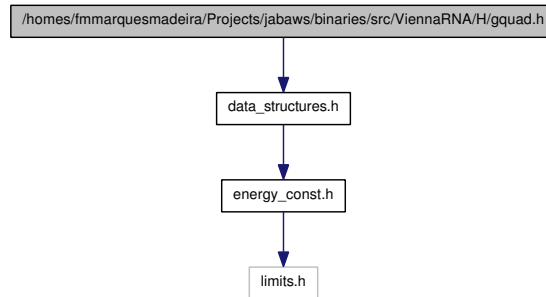 /homes/fmmarquesmadeira/Projects/jabaws/binaries/src/ViennaRNA/H/gquad.h
data_structures.h
energy_const.h
limits.h